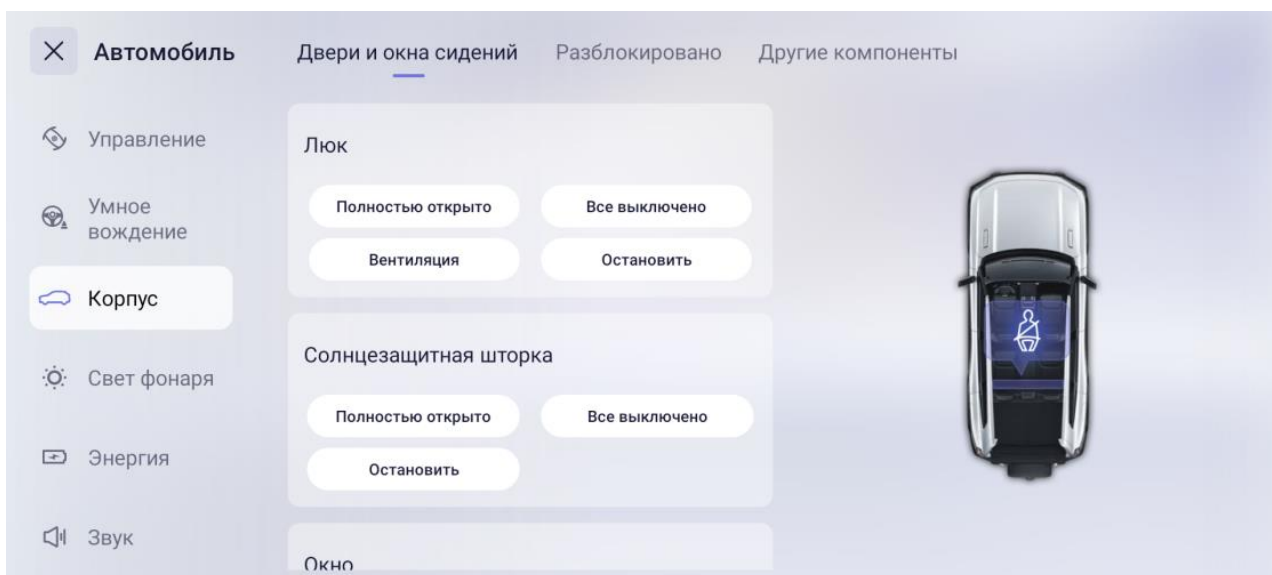 Автомобиль
Двери и окна сидений Разблокировано Другие компоненты
Управление
Умное
вождение
Корпус
Свет фонаря
Энергия
Звук
Люк
Полностью открыто Все выключено
Вентиляция Остановить
Солнцезащитная шторка
Полностью открыто Все выключено
Остановить
Окно